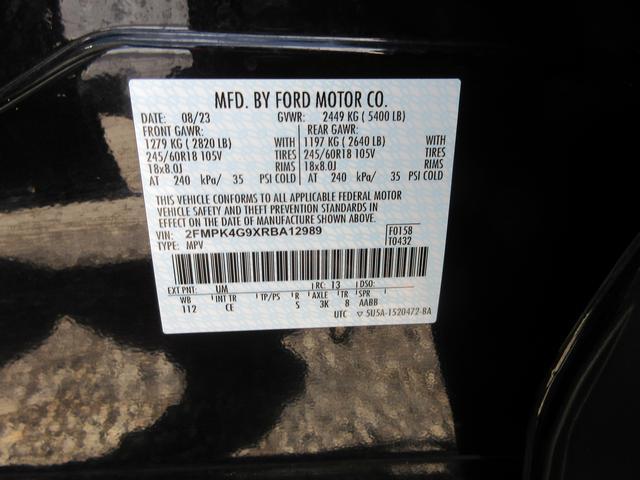 MFD. BY FORD MOTOR CO.
DATE: 08/23 GVWR: 2449 KG ( 5400 LB)
FRONT GAWR: REAR GAWR:
1279 KG ( 2820 LB) WITH 1197 KG ( 2640 LB) WITH
245/60R18 105V TIRES 245/60R18 105V TIRES
18x8.0J RIMS 18x8.0J RIMS
AT 240 kPa/ 35 PSI COLD AT 240 kPa/ 35 PSI COLD
THIS VEHICLE CONFORMS TO ALL APPLICABLE FEDERAL MOTOR
VEHICLE SAFETY AND THEFT PREVENTION STANDARDS IN
EFFECT ON THE DATE OF MANUFACTURE SHOWN ABOVE.
VIN: 2FMPK4G9XRBA12989 F0158
TYPE: MPV T0432
EXT PNT: UM RC: 13 DSO:
WB INT TR TP/PS R AXLE TR SPR
112 CE S 3K 8 AABB
UTC ▽ 5U5A-1520472-BA